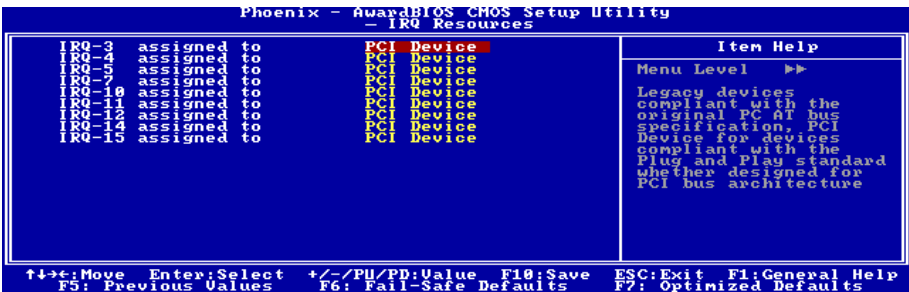 Phoenix - AwardBIOS CMOS Setup Utility
- IRQ Resources
IRQ-3 assigned to PCI Device
IRQ-4 assigned to PCI Device
IRQ-5 assigned to PCI Device
IRQ-7 assigned to PCI Device
IRQ-10 assigned to PCI Device
IRQ-11 assigned to PCI Device
IRQ-12 assigned to PCI Device
IRQ-14 assigned to PCI Device
IRQ-15 assigned to PCI Device
Item Help
Menu Level ►►
Legacy devices
compliant with the
original PC AT bus
specification, PCI
Device for devices
compliant with the
Plug and Play standard
whether designed for
PCI bus architecture
↑↓→←:Move Enter:Select +/-/PU/PD:Value F10:Save ESC:Exit F1:General Help
F5: Previous Values F6: Fail-Safe Defaults F7: Optimized Defaults